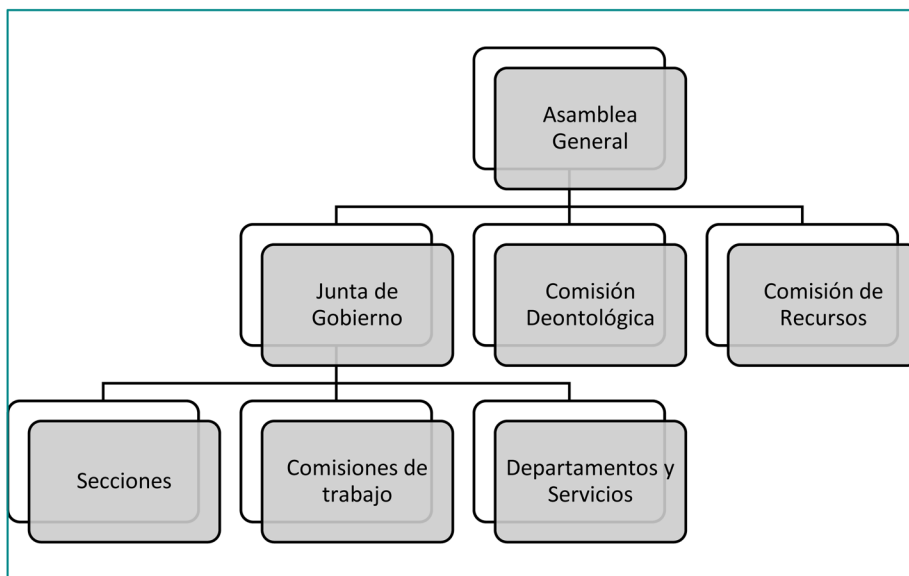 Asamblea
General
Junta de
Gobierno
Comisión
Deontológica
Comisión de
Recursos
Secciones
Comisiones de
trabajo
Departamentos y
Servicios